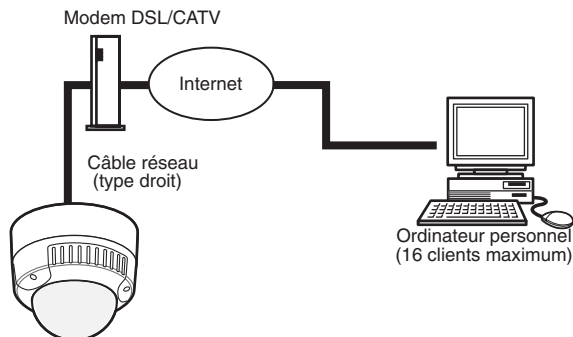 Modem DSL/CATV
Internet
Câble réseau
(type droit)
Ordinateur personnel
(16 clients maximum)